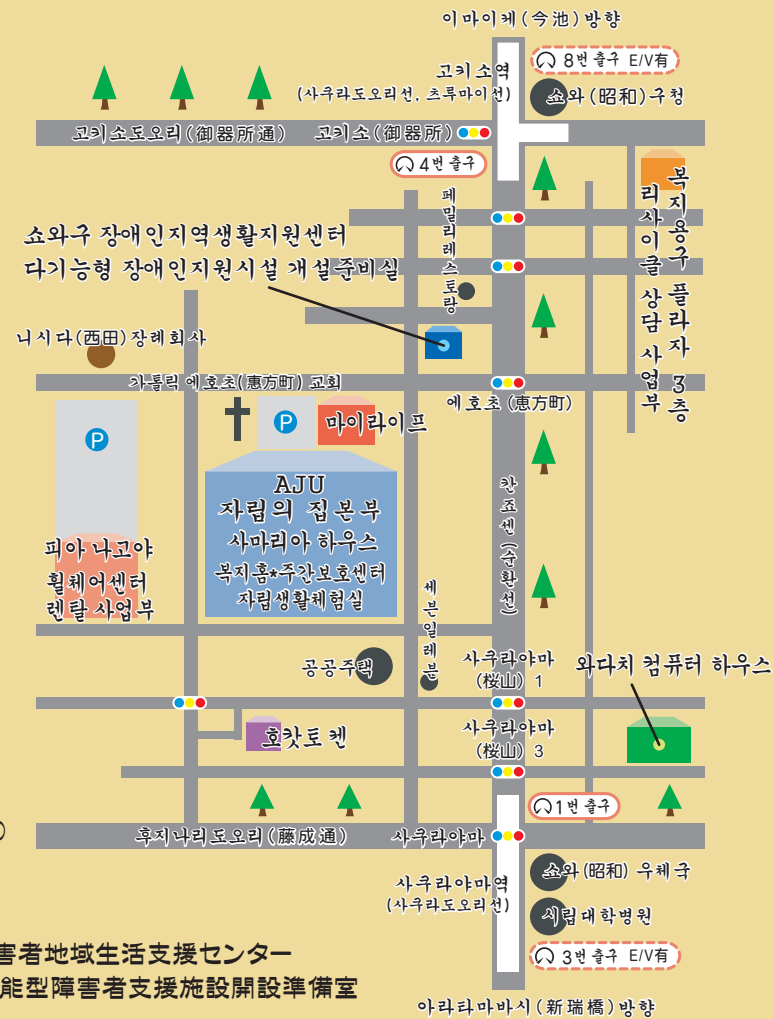 이마이케(今池)방향
8번 출구 E/V有
고키소역
(사쿠라도오리선, 츠루마이선)
쇼와(昭和)구청
고키소도오리(御器所通)
고키소(御器所)
4번 출구
복지용구 플라자 3층
리사이클 상담 사업부
패밀리레스토랑
쇼와구 장애인지역생활지원센터
다기능형 장애인지원시설 개설준비실
니시다(西田)장례회사
가톨릭 에호초(恵方町) 교회
에호초(恵方町)
P
P
마이라이프
AJU
자립의 집본부
사마리아 하우스
복지홈*주간보호센터
자립생활체험실
칸죠센(순환선)
피아 나고야
휠체어센터
렌탈 사업부
세븐일레븐
공공주택
사쿠라야마
(桜山) 1
와다치 컴퓨터 하우스
사쿠라야마
(桜山) 3
호캇토켄
1번 출구
후지나리도오리(藤成通)
사쿠라야마
쇼와(昭和) 우체국
사쿠라야마역
(사쿠라도오리선)
시립대학병원
害者地域生活支援センター
3번 출구 E/V有
能型障害者支援施設開設準備室
아라타마바시(新瑞橋)방향